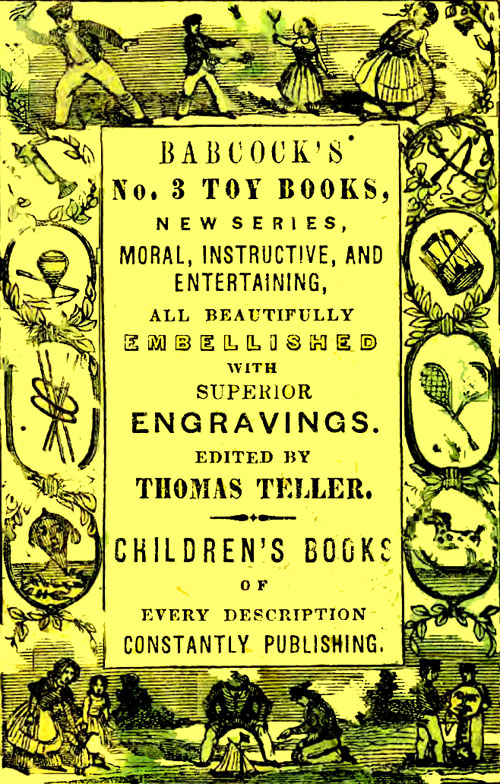 BABCOCK'S
No. 3 TOY BOOKS,
NEW SERIES,
MORAL, INSTRUCTIVE, AND
ENTERTAINING,
ALL BEAUTIFULLY
EMBELLISHED
WITH
SUPERIOR
ENGRAVINGS.
EDITED BY
THOMAS TELLER.
CHILDREN'S BOOKS
OF
EVERY DESCRIPTION
CONSTANTLY PUBLISHING.